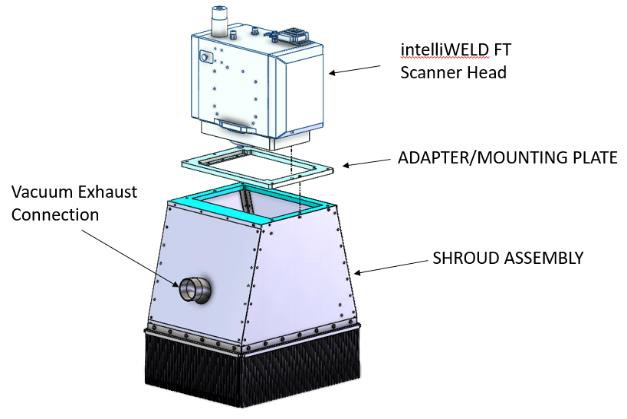 intelliWELD FT
Scanner Head
ADAPTER/MOUNTING PLATE
Vacuum Exhaust
Connection
SHROUD ASSEMBLY